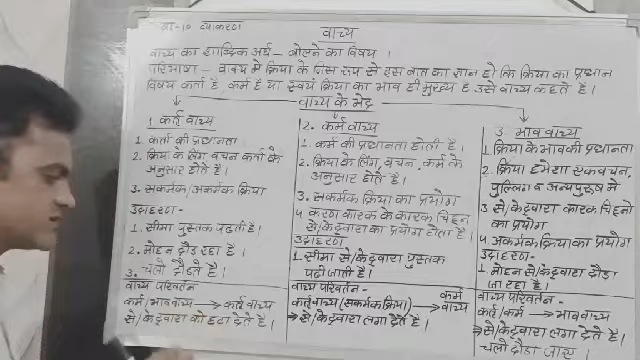 क्ष-१० व्याकरण
वाच्य
वाच्य का शाब्दिक अर्थ — बोलने का विषय ।
परिभाषा — वाक्य मे क्रिया के जिस रूप से इस बात का ज्ञान हो कि क्रिया का प्रधान
विषय कर्ता है कर्म है या स्वयं क्रिया का भाव ही मुख्य है उसे वाच्य कहते है ।
वाच्य के भेद
1. कर्तृ वाच्य
1. कर्ता की प्रधानता
2. क्रिया के लिंग वचन कर्ता के
अनुसार होते है ।
3. सकर्मक/अकर्मक क्रिया
उदाहरण -
1. सीमा पुस्तक पढ़ती है ।
2. मोहन दौड़ रहा है ।
3. चलो दौड़ते है ।
वाच्य परिवर्तन
कर्म/भाववाच्य → कर्तृ वाच्य
से/के द्वारा को हटा देते है ।
2. कर्म वाच्य
1. कर्म की प्रधानता होती है ।
2. क्रिया के लिंग, वचन, कर्म के
अनुसार होते है ।
3. सकर्मक क्रिया का प्रयोग
4 करण कारक के कारक चिह्न
से/के द्वारा का प्रयोग होता है ।
उदाहरण
1. सीमा से/के द्वारा पुस्तक
पढ़ी जाती है ।
वाच्य परिवर्तन -
कर्तृवाच्य (सकर्मक क्रिया) → कर्म वाच्य
⇒ से/के द्वारा लगा देते है ।
3 भाव वाच्य
1. क्रिया के भाव की प्रधानता
2. क्रिया हमेशा एकवचन,
पुल्लिंग व अन्यपुरुष मे
3 से/के द्वारा कारक चिह्नो
का प्रयोग
4 अकर्मक क्रिया का प्रयोग
उदाहरण -
1 मोहन से/के द्वारा दौड़ा
जा रहा है ।
वाच्य परिवर्तन -
कर्तृ/कर्म → भाववाच्य
⇒ से/के द्वारा लगा देते है ।
चलो दौड़ा जाए ।